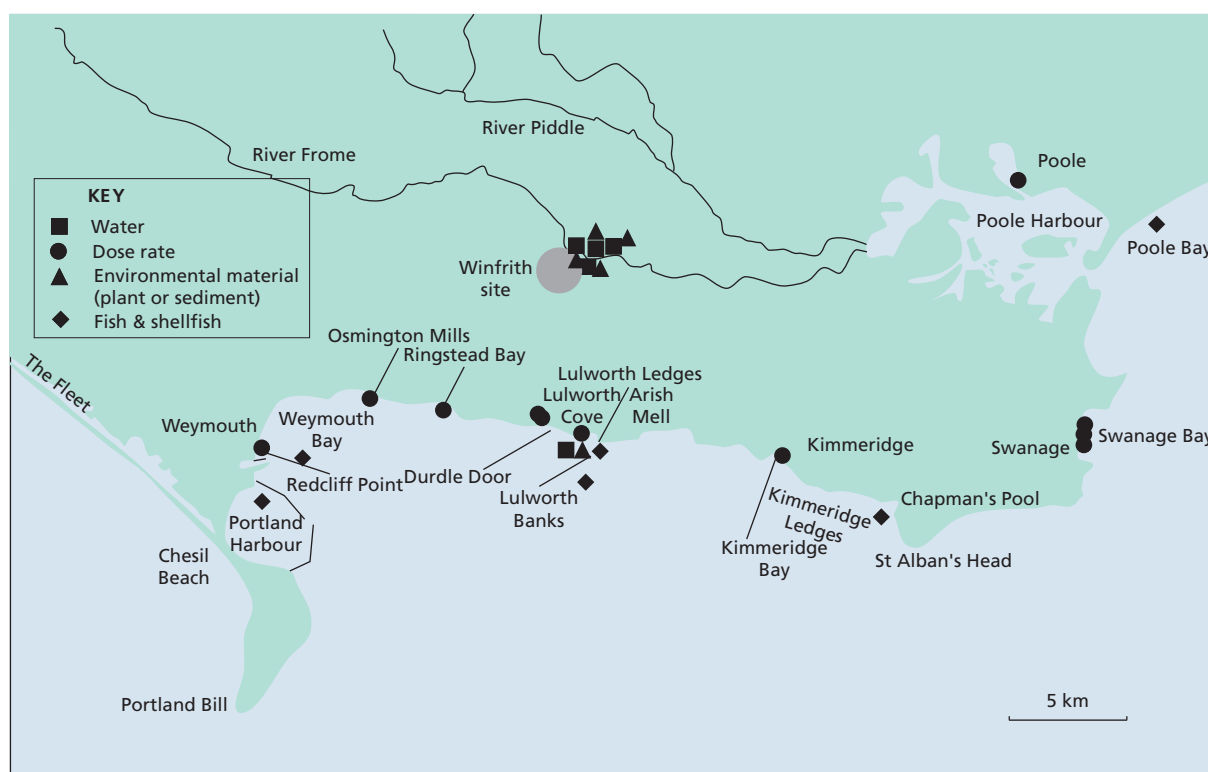 River Piddle
River Frome
KEY
Water
Dose rate
Environmental material
(plant or sediment)
Fish & shellfish
Winfrith
site
Poole
Poole Harbour
Poole Bay
Osmington Mills
Ringstead Bay
The Fleet
Weymouth
Weymouth
Bay
Redcliff Point
Durdle Door
Lulworth
Cove
Lulworth Ledges
Arish
Mell
Lulworth
Banks
Kimmeridge
Kimmeridge
Ledges
Kimmeridge
Bay
Swanage
Swanage Bay
Chapman's Pool
St Alban's Head
Portland
Harbour
Chesil
Beach
Portland Bill
5 km